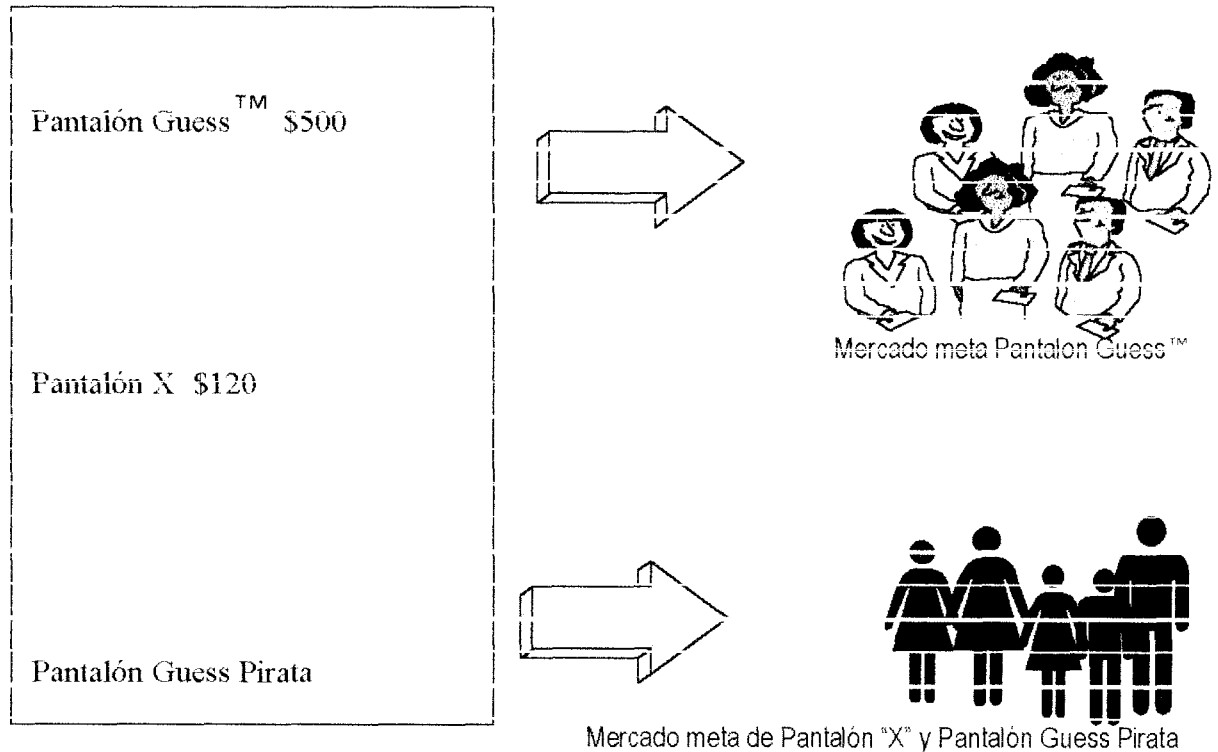 Pantalón Guess™ $500
Mercado meta Pantalon Guess™
Pantalón X $120
Pantalón Guess Pirata
Mercado meta de Pantalón "X" y Pantalón Guess Pirata